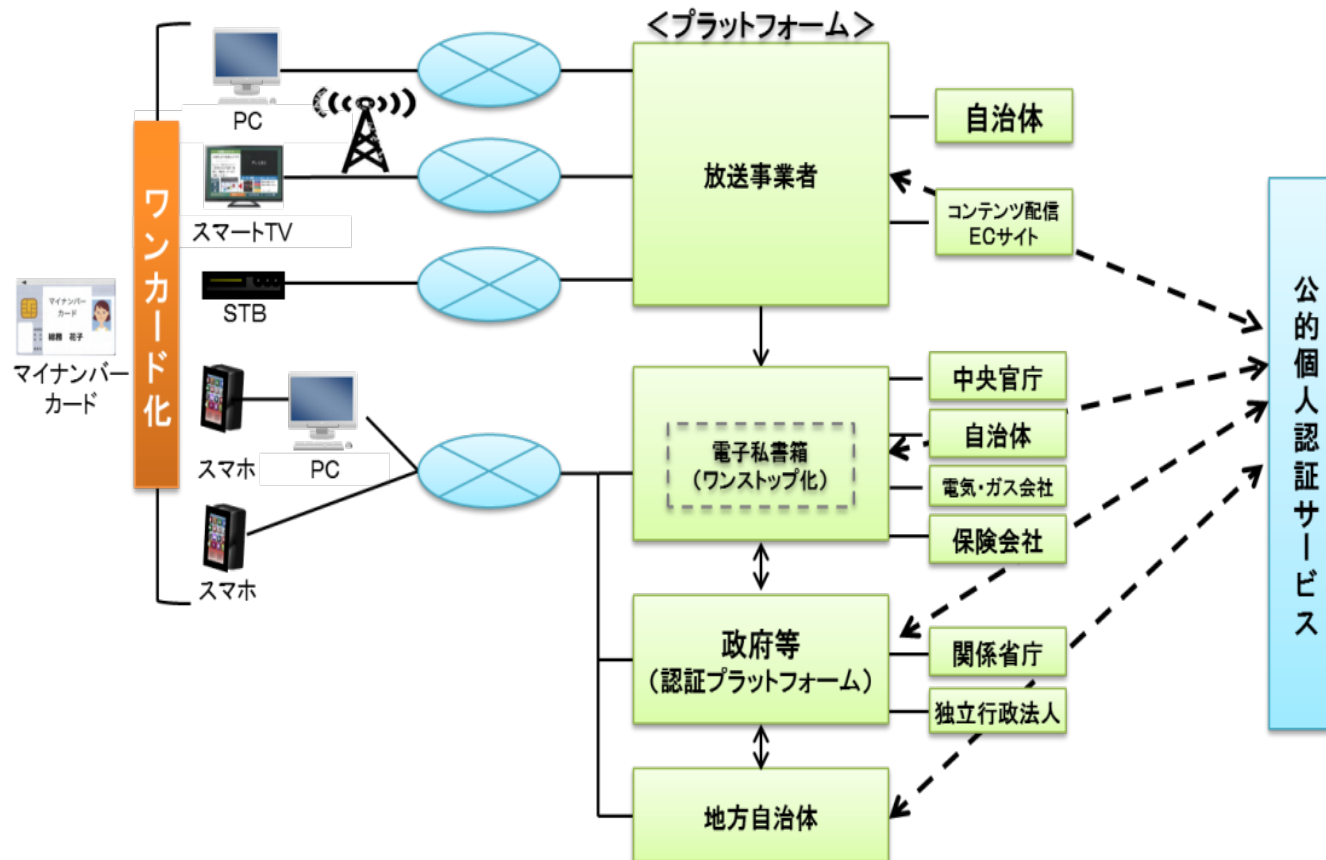 ＜プラットフォーム＞
PC
スマートTV
STB
スマホ
PC
スマホ
マイナンバー
カード
総務 花子
マイナンバー
カード
ワンカード化
放送事業者
自治体
コンテンツ配信
ECサイト
電子私書箱
（ワンストップ化）
中央官庁
自治体
電気・ガス会社
保険会社
政府等
（認証プラットフォーム）
関係省庁
独立行政法人
地方自治体
公的個人認証サービス